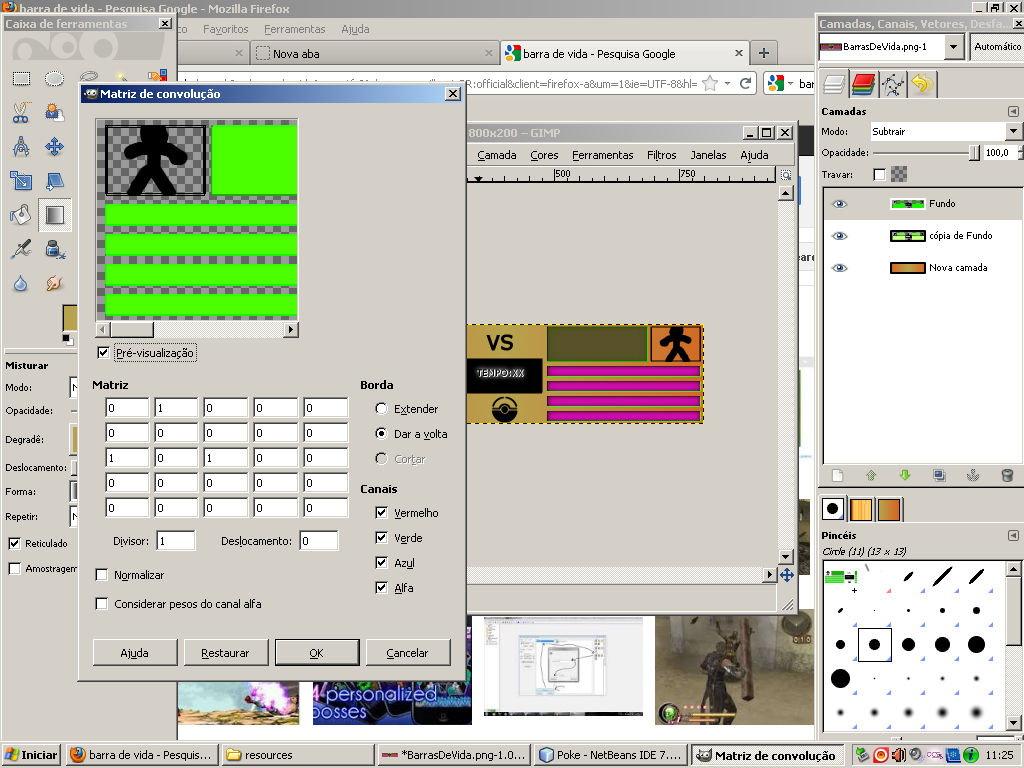 barra de vida - Pesquisa Google - Mozilla Firefox
Favoritos Ferramentas Ajuda
Nova aba
barra de vida - Pesquisa Google
:official&client=firefox-a&um=1&ie=UTF-8&hl=
Caixa de ferramentas
Misturar
Modo:
Opacidade:
Degradê:
Deslocamento:
Forma:
Repetir:
Reticulado
Amostragem
Matriz de convolução
Pré-visualização
Matriz
0 1 0 0 0
0 0 0 0 0
1 0 1 0 0
0 0 0 0 0
0 0 0 0 0
Divisor: 1 Deslocamento: 0
Normalizar
Considerar pesos do canal alfa
Borda
Extender
Dar a volta
Cortar
Canais
Vermelho
Verde
Azul
Alfa
Ajuda Restaurar OK Cancelar
800x200 – GIMP
Camada Cores Ferramentas Filtros Janelas Ajuda
500 750
VS
TEMPO:XX
personalized
bosses
Camadas, Canais, Vetores, Desfa
BarrasDeVida.png-1 Automático
Camadas
Modo: Subtrair
Opacidade: 100,0
Travar:
Fundo
cópia de Fundo
Nova camada
Pincéis
Circle (11) (13 × 13)
Iniciar
barra de vida - Pesquis...
resources
*BarrasDeVida.png-1.0...
Poke - NetBeans IDE 7....
Matriz de convolução
11:25